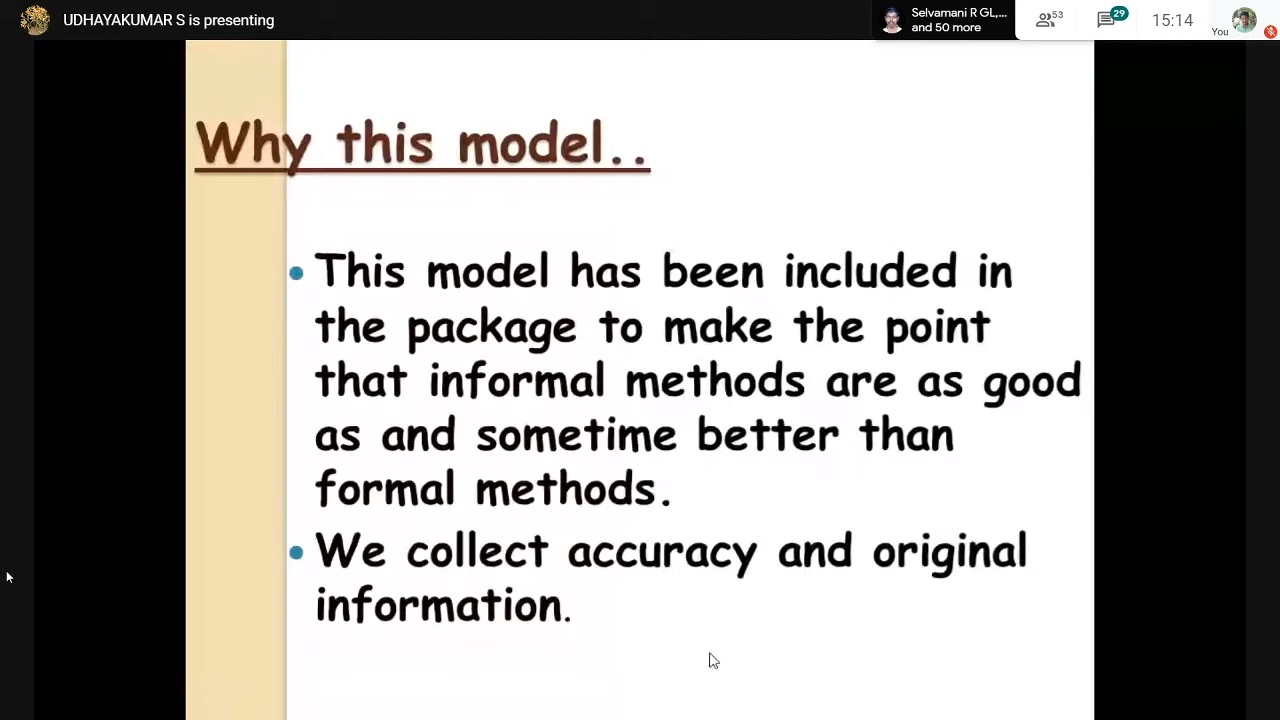 UDHAYAKUMAR S is presenting
Selvamani R GL,...
and 50 more
53
29
15:14
You
Why this model..
• This model has been included in
the package to make the point
that informal methods are as good
as and sometime better than
formal methods.
• We collect accuracy and original
information.